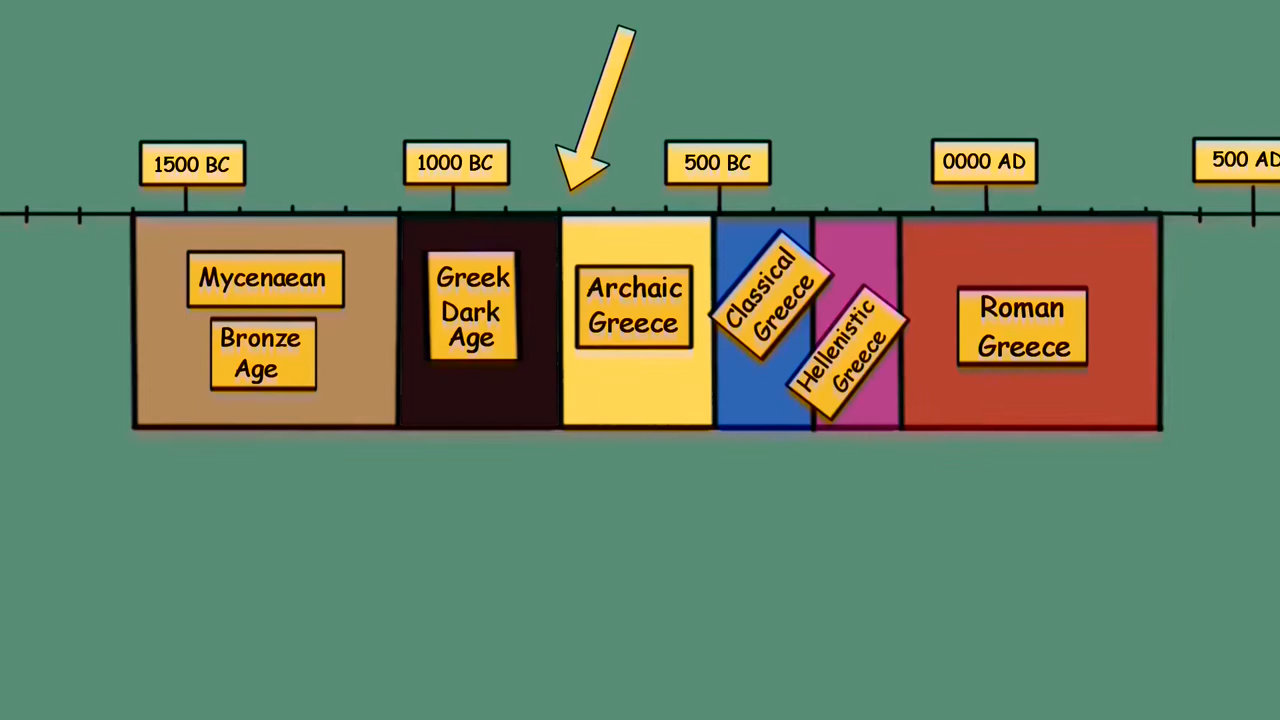 1500 BC
1000 BC
500 BC
0000 AD
500 AD
Mycenaean
Bronze
Age
Greek
Dark
Age
Archaic
Greece
Classical
Greece
Hellenistic
Greece
Roman
Greece